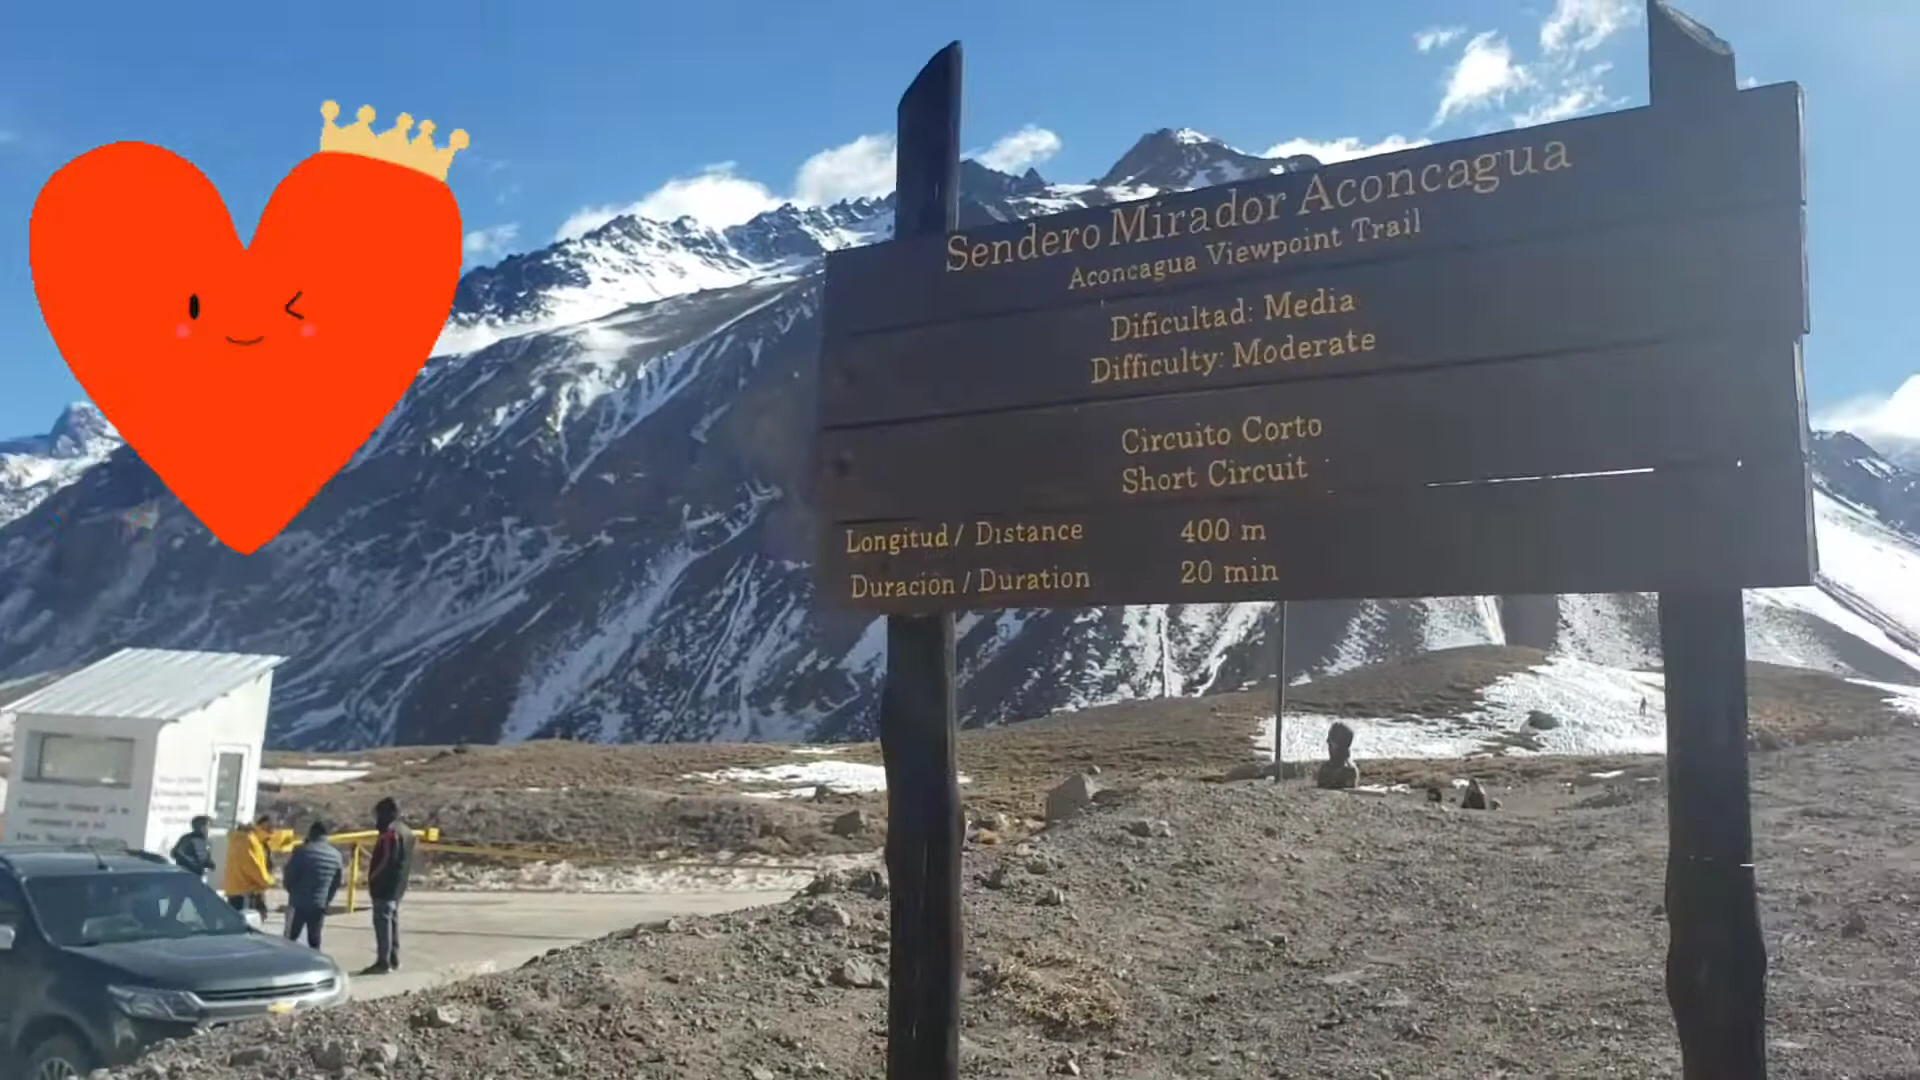 Sendero Mirador Aconcagua
Aconcagua Viewpoint Trail
Dificultad: Media
Difficulty: Moderate
Circuito Corto
Short Circuit
Longitud / Distance 400 m
Duración / Duration 20 min